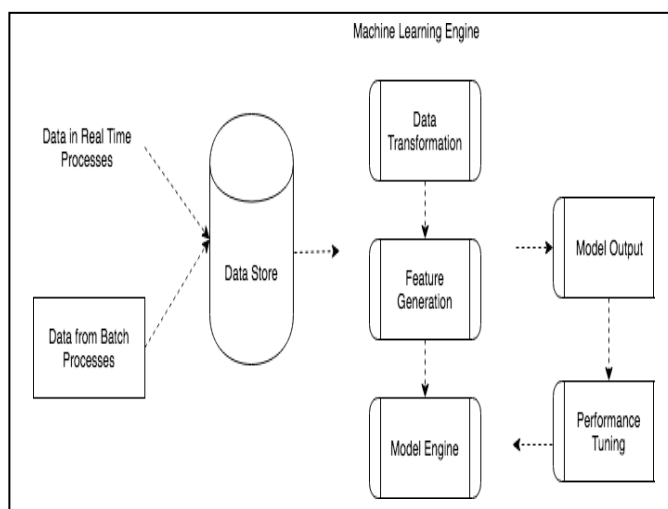 Machine Learning Engine
Data in Real Time
Processes
Data from Batch
Processes
Data Store
Data
Transformation
Feature
Generation
Model Engine
Model Output
Performance
Tuning